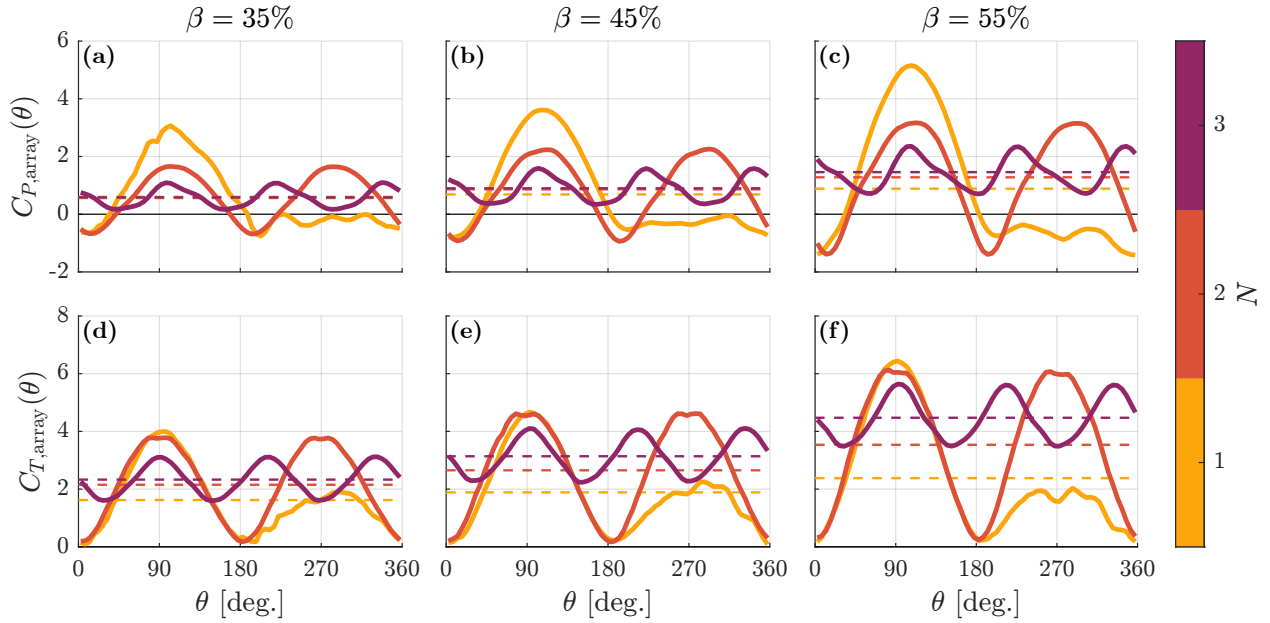 β = 35% β = 45% β = 55%
(a) (b) (c)
6
4
2
0
-2
C_{P,array}(θ)
(d) (e) (f)
8
6
4
2
0
C_{T,array}(θ)
0 90 180 270 360 0 90 180 270 360 0 90 180 270 360
θ [deg.] θ [deg.] θ [deg.]
3
2
1
N